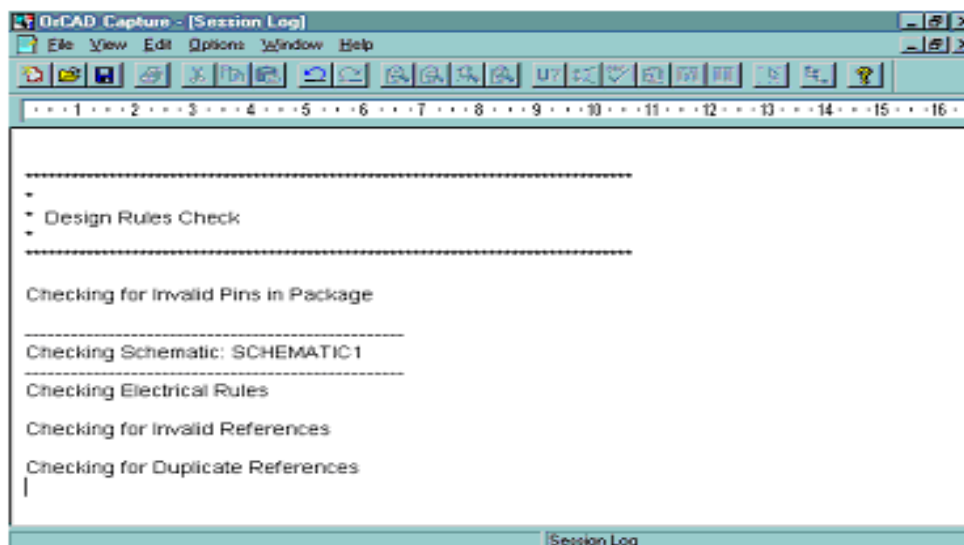 OrCAD Capture - [Session Log]
File View Edit Options Window Help
U?
1 2 3 4 5 6 7 8 9 10 11 12 13 14 15 16
********************************************************************************
*
* Design Rules Check
*
********************************************************************************
Checking for Invalid Pins in Package
--------------------------------------------------
Checking Schematic: SCHEMATIC1
--------------------------------------------------
Checking Electrical Rules
Checking for Invalid References
Checking for Duplicate References
Session Log